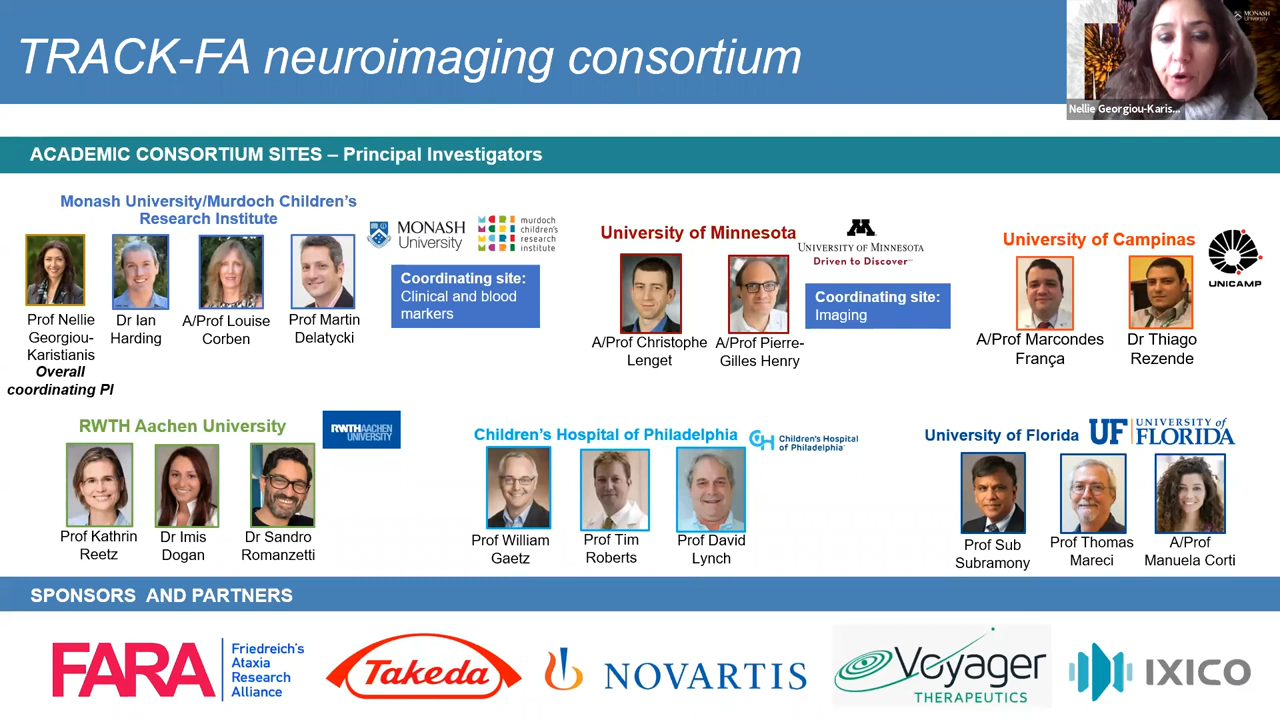 TRACK-FA neuroimaging consortium
MONASH
University
Nellie Georgiou-Karis...
ACADEMIC CONSORTIUM SITES – Principal Investigators
Monash University/Murdoch Children's
Research Institute
MONASH
University
murdoch
children's
research
institute
Coordinating site:
Clinical and blood
markers
Prof Nellie
Georgiou-
Karistianis
Overall
coordinating PI
Dr Ian
Harding
A/Prof Louise
Corben
Prof Martin
Delatycki
University of Minnesota
UNIVERSITY OF MINNESOTA
Driven to Discover
Coordinating site:
Imaging
A/Prof Christophe
Lenget
A/Prof Pierre-
Gilles Henry
University of Campinas
UNICAMP
A/Prof Marcondes
França
Dr Thiago
Rezende
RWTH Aachen University
RWTHAACHEN
UNIVERSITY
Prof Kathrin
Reetz
Dr Imis
Dogan
Dr Sandro
Romanzetti
Children's Hospital of Philadelphia
CH
Children's Hospital
of Philadelphia
Prof William
Gaetz
Prof Tim
Roberts
Prof David
Lynch
University of Florida
UF
UNIVERSITY of
FLORIDA
Prof Sub
Subramony
Prof Thomas
Mareci
A/Prof
Manuela Corti
SPONSORS AND PARTNERS
FARA
Friedreich's
Ataxia
Research
Alliance
Takeda
NOVARTIS
Voyager
THERAPEUTICS
IXICO